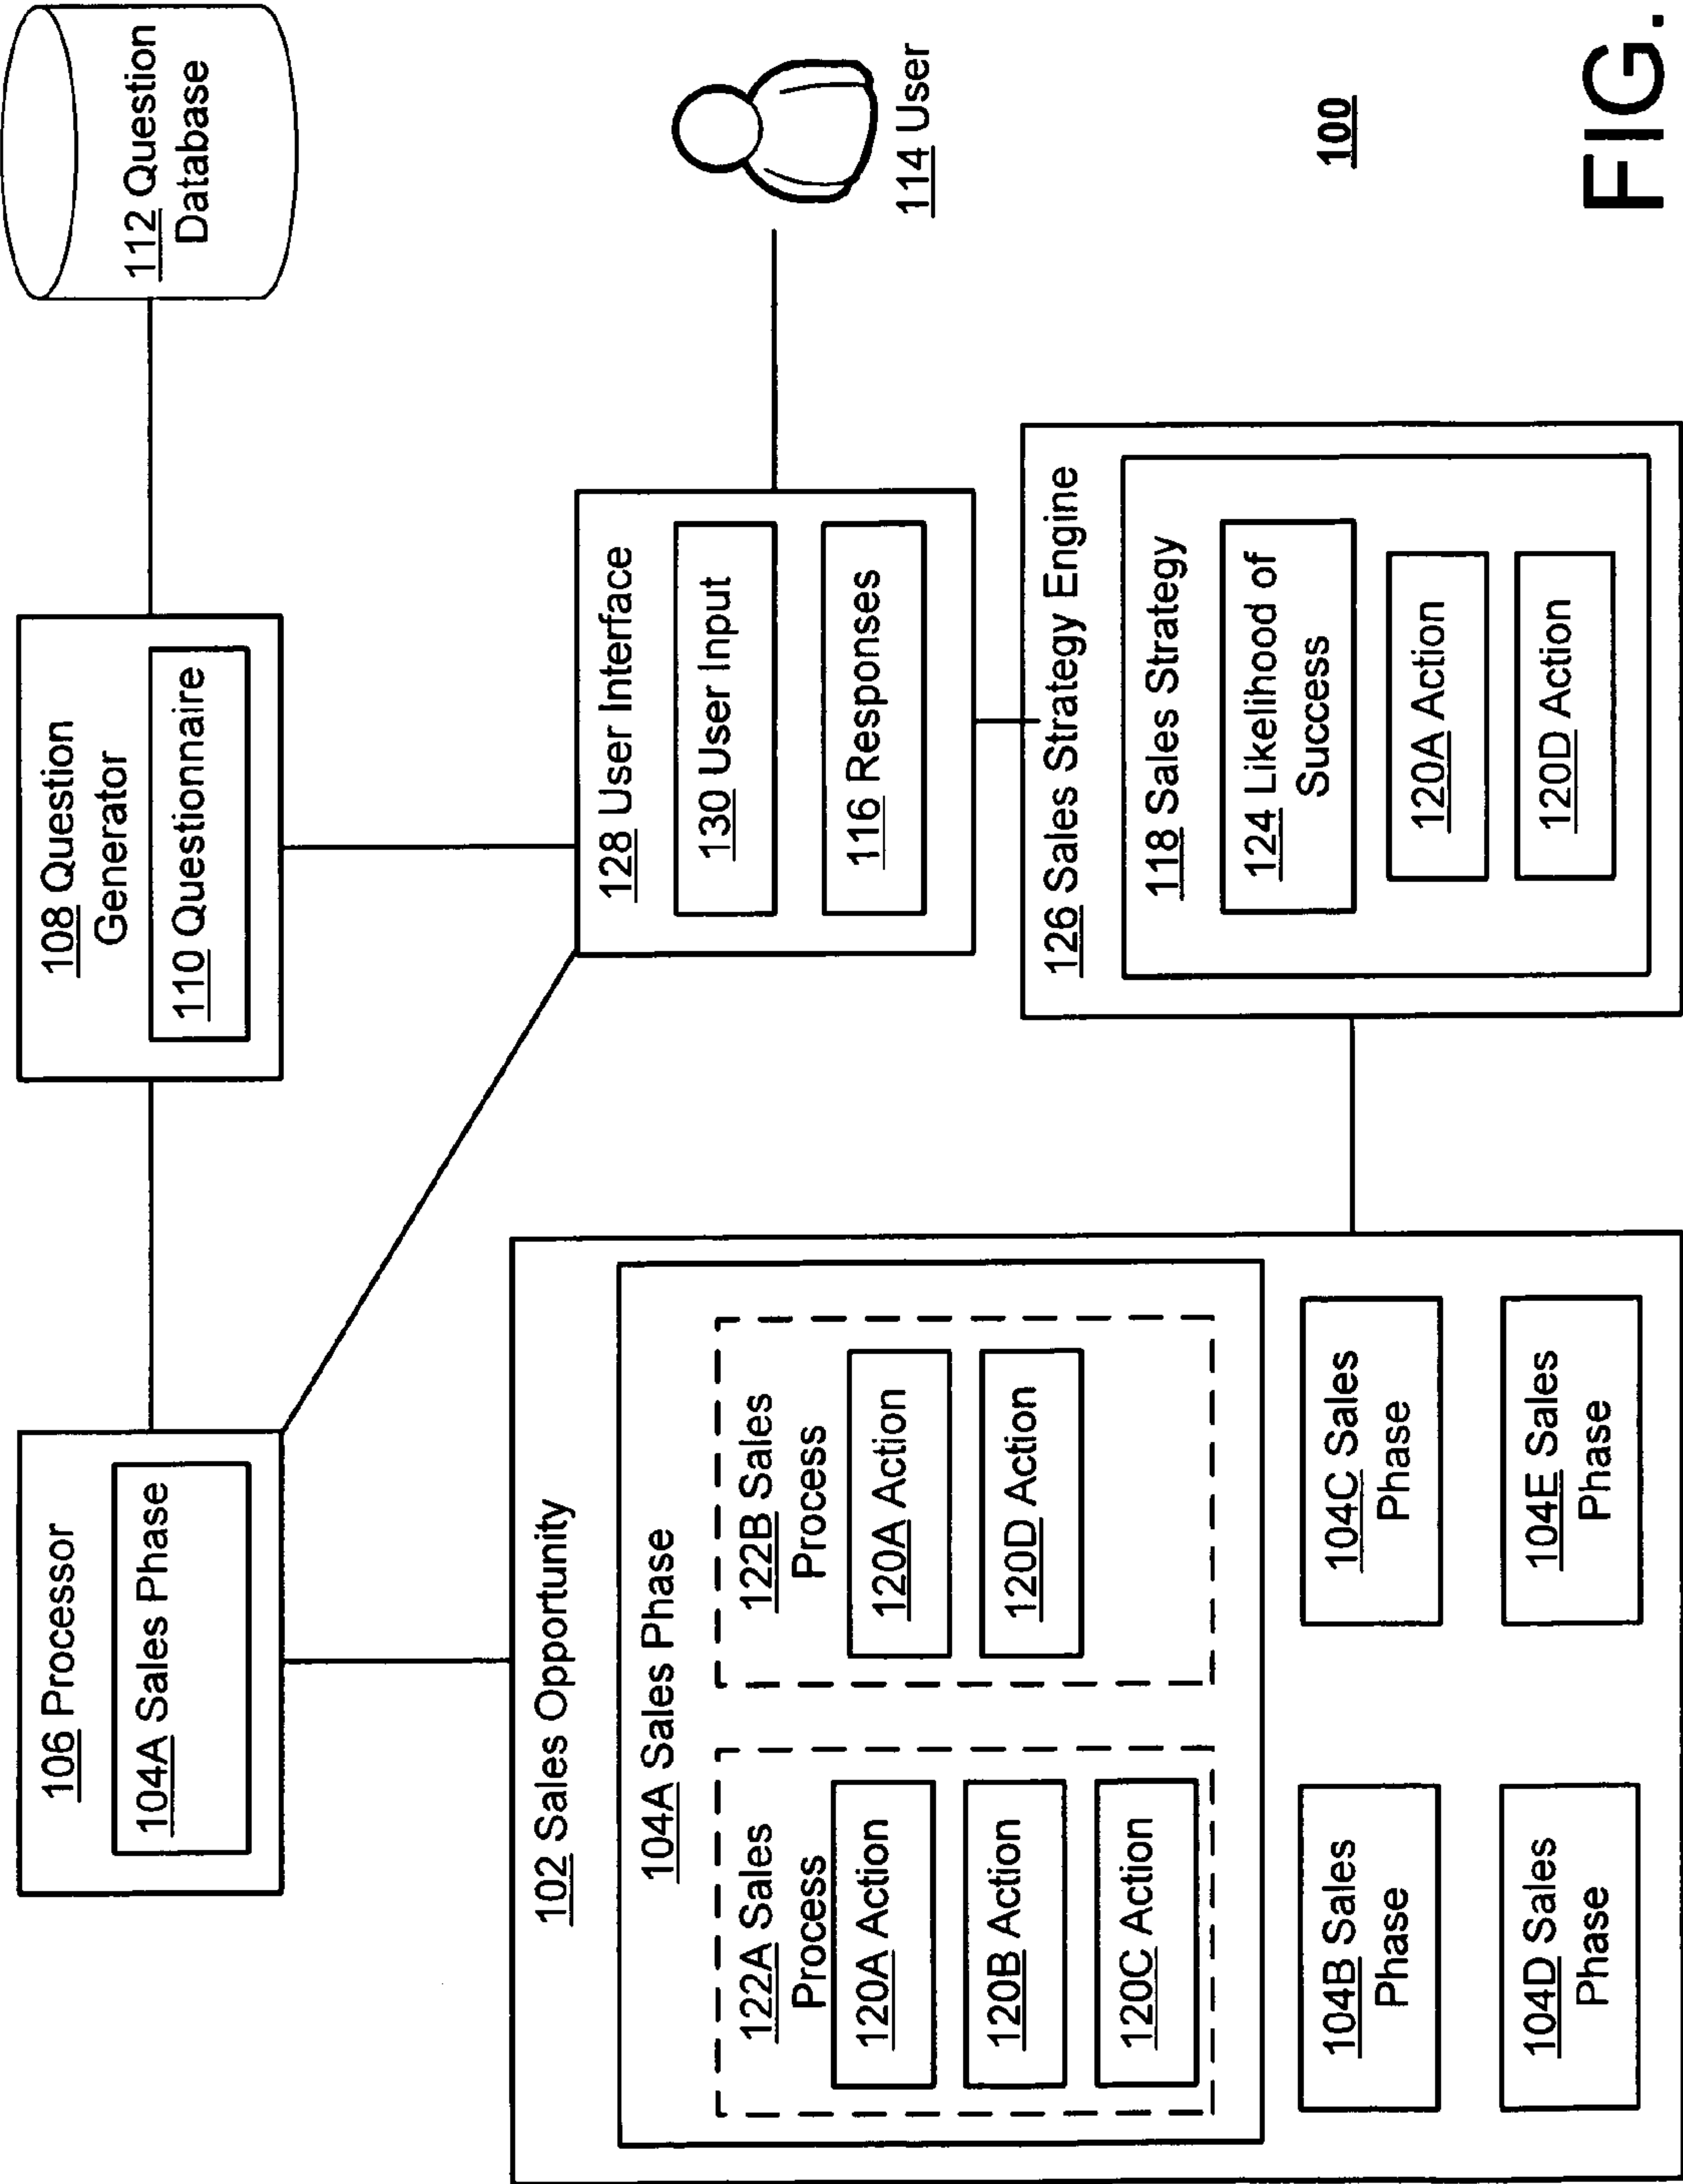 106 Processor
104A Sales Phase
108 Question
Generator
110 Questionnaire
112 Question
Database
102 Sales Opportunity
104A Sales Phase
122A Sales
Process
120A Action
120B Action
120C Action
122B Sales
Process
120A Action
120D Action
104B Sales
Phase
104C Sales
Phase
104D Sales
Phase
104E Sales
Phase
128 User Interface
130 User Input
116 Responses
114 User
126 Sales Strategy Engine
118 Sales Strategy
124 Likelihood of
Success
120A Action
120D Action
100
FIG.